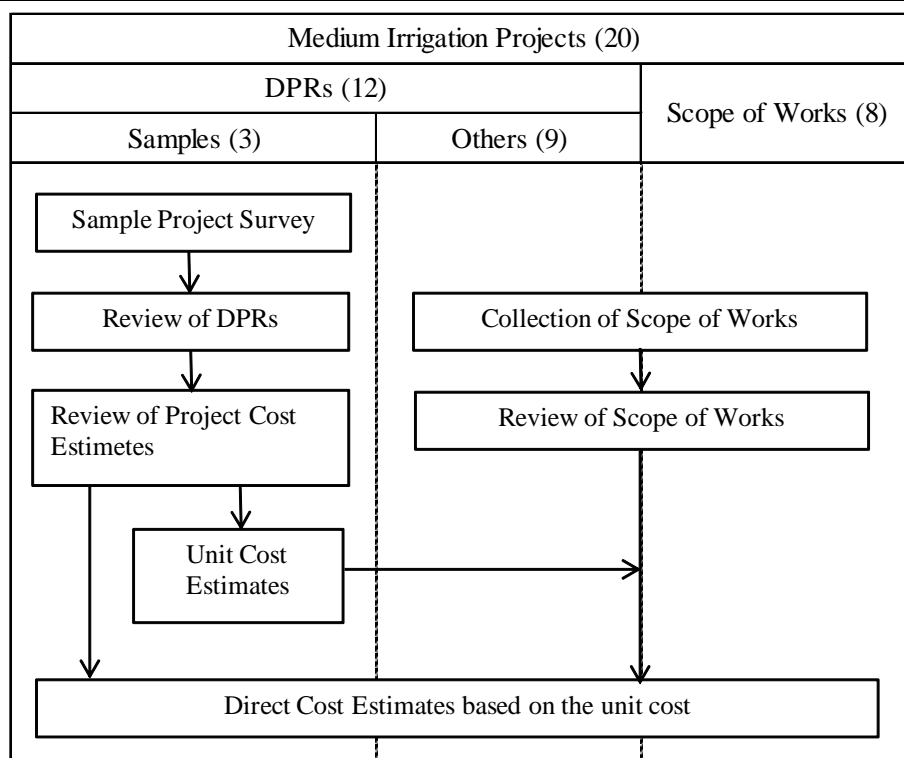 Medium Irrigation Projects (20)
DPRs (12)
Scope of Works (8)
Samples (3)
Others (9)
Sample Project Survey
Review of DPRs
Collection of Scope of Works
Review of Project Cost
Estimetes
Review of Scope of Works
Unit Cost
Estimates
Direct Cost Estimates based on the unit cost